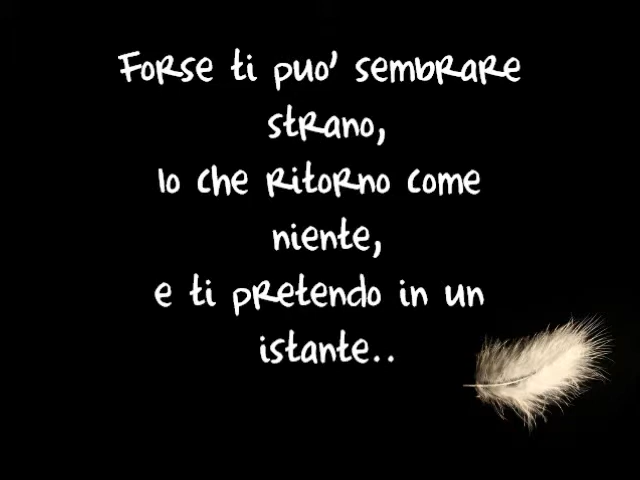 Forse ti puo' sembrare
strano,
Io che ritorno come
niente,
e ti pretendo in un
istante..